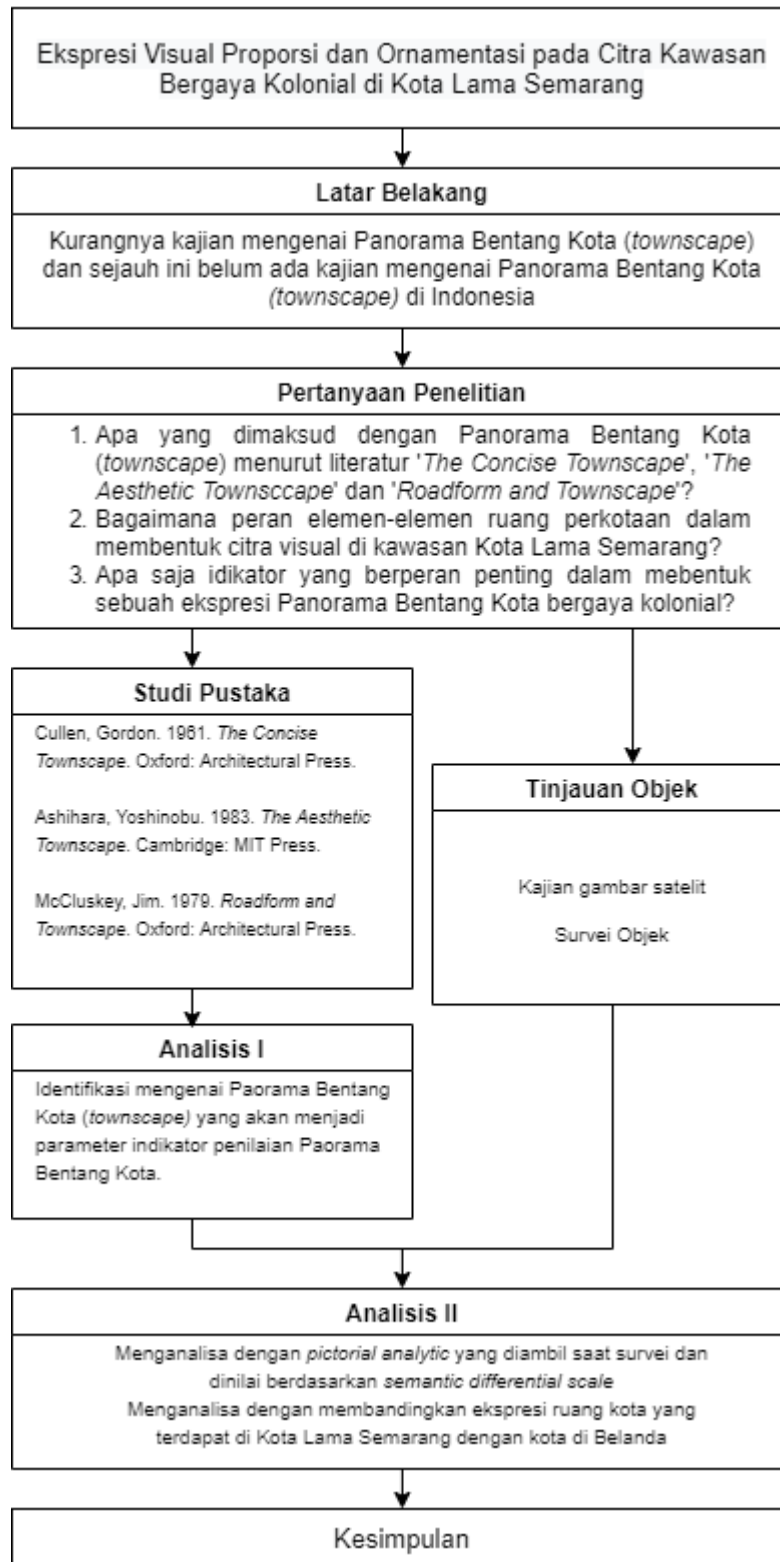 Ekspresi Visual Proporsi dan Ornamentasi pada Citra Kawasan
Bergaya Kolonial di Kota Lama Semarang
Latar Belakang
Kurangnya kajian mengenai Panorama Bentang Kota (townscape)
dan sejauh ini belum ada kajian mengenai Panorama Bentang Kota
(townscape) di Indonesia
Pertanyaan Penelitian
1. Apa yang dimaksud dengan Panorama Bentang Kota
(townscape) menurut literatur 'The Concise Townscape', 'The
Aesthetic Townsccape' dan 'Roadform and Townscape'?
2. Bagaimana peran elemen-elemen ruang perkotaan dalam
membentuk citra visual di kawasan Kota Lama Semarang?
3. Apa saja idikator yang berperan penting dalam mebentuk
sebuah ekspresi Panorama Bentang Kota bergaya kolonial?
Studi Pustaka
Cullen, Gordon. 1961. The Concise
Townscape. Oxford: Architectural Press.
Ashihara, Yoshinobu. 1983. The Aesthetic
Townscape. Cambridge: MIT Press.
McCluskey, Jim. 1979. Roadform and
Townscape. Oxford: Architectural Press.
Tinjauan Objek
Kajian gambar satelit
Survei Objek
Analisis I
Identifikasi mengenai Paorama Bentang
Kota (townscape) yang akan menjadi
parameter indikator penilaian Paorama
Bentang Kota.
Analisis II
Menganalisa dengan pictorial analytic yang diambil saat survei dan
dinilai berdasarkan semantic differential scale
Menganalisa dengan membandingkan ekspresi ruang kota yang
terdapat di Kota Lama Semarang dengan kota di Belanda
Kesimpulan